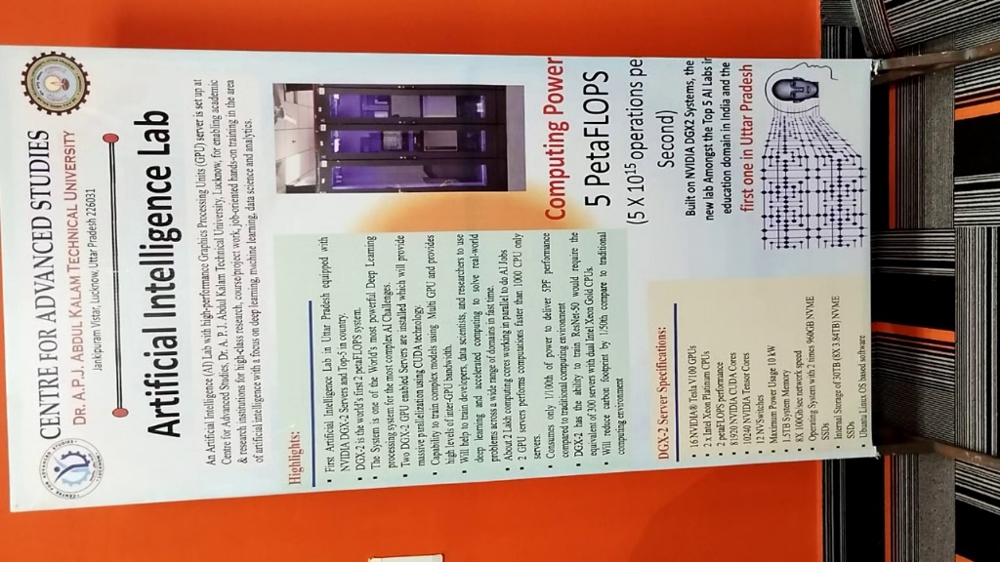 CENTRE FOR ADVANCED STUDIES
DR. A.P.J. ABDUL KALAM TECHNICAL UNIVERSITY
Jankipuram Vistar, Lucknow, Uttar Pradesh 226031
Artificial Intelligence Lab
An Artificial Intelligence (AI) Lab with high-performance Graphics Processing Units (GPU) server is set up at
Centre for Advanced Studies, Dr. A. P. J. Abdul Kalam Technical University, Lucknow, for enabling academic
& research institutions for high-class research, course/project work, job-oriented hands-on training in the area
of artificial intelligence with a focus on deep learning, machine learning, data science and analytics.
Highlights:
• First Artificial Intelligence Lab in Uttar Pradesh equipped with
NVIDIA DGX-2 Servers and Top-5 in country.
• DGX-2 is the world's first 2 petaFLOPS system.
• The System is one of the World's most powerful Deep Learning
processing system for the most complex AI Challenges.
• Two DGX-2 GPU enabled Servers are installed which will provide
massive parallelization using CUDA technology.
• Capability to train complex models using Multi GPU and provides
high levels of inter-GPU bandwidth.
• Will help to train developers, data scientists, and researchers to use
deep learning and accelerated computing to solve real-world
problems across a wide range of domains in fast time.
• About 2 Lakh computing cores working in parallel to do AI Jobs
• 2 GPU servers performs computations faster than 1000 CPU only
servers.
• Consumes only 1/10th of power to deliver 5PF performance
compared to traditional computing environment
• DGX-2 has the ability to train ResNet-50 would require the
equivalent of 300 servers with dual Intel Xeon Gold CPUs.
• Will reduce carbon footprint by 1/50th compare to traditional
computing environment
Computing Power
5 PetaFLOPS
(5 X 10¹⁵ operations pe
Second)
Built on NVIDIA DGX2 Systems, the
new lab Amongst the Top 5 AI Labs in
education domain in India and the
first one in Uttar Pradesh
DGX-2 Server Specifications:
• 16 NVIDIA® Tesla V100 GPUs
• 2 x Intel Xeon Platinum CPU
• 2 petaFLOPS performance
• 81920 NVIDIA CUDA Cores
• 10240 NVIDIA Tensor Cores
• 12 NVSwitches
• Maximum Power Usage 10 kW
• 1.5TB System Memory
• 8X 100Gb/sec network speed
• Operating System with 2 times 960GB NVME
SSDs
• Internal Storage of 30TB (8X 3.84TB) NVME
SSDs
• Ubuntu Linux OS based software